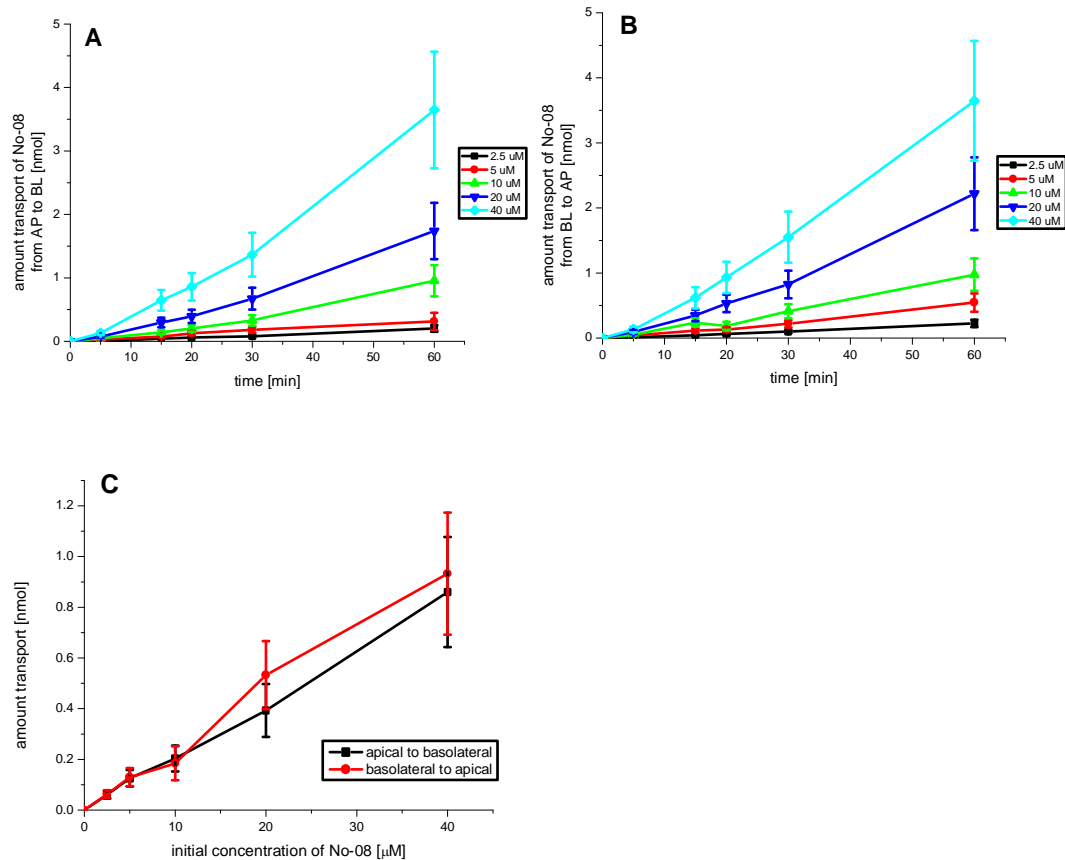 A
amount transport of No-08
from AP to BL [nmol]
5
4
3
2
1
0
0 10 20 30 40 50 60
time [min]
2.5 uM
5 uM
10 uM
20 uM
40 uM
B
amount transport of No-08
from BL to AP [nmol]
5
4
3
2
1
0
0 10 20 30 40 50 60
time [min]
2.5 uM
5 uM
10 uM
20 uM
40 uM
C
amount transport [nmol]
1.2
1.0
0.8
0.6
0.4
0.2
0.0
0 10 20 30 40
initial concentration of No-08 [μM]
apical to basolateral
basolateral to apical